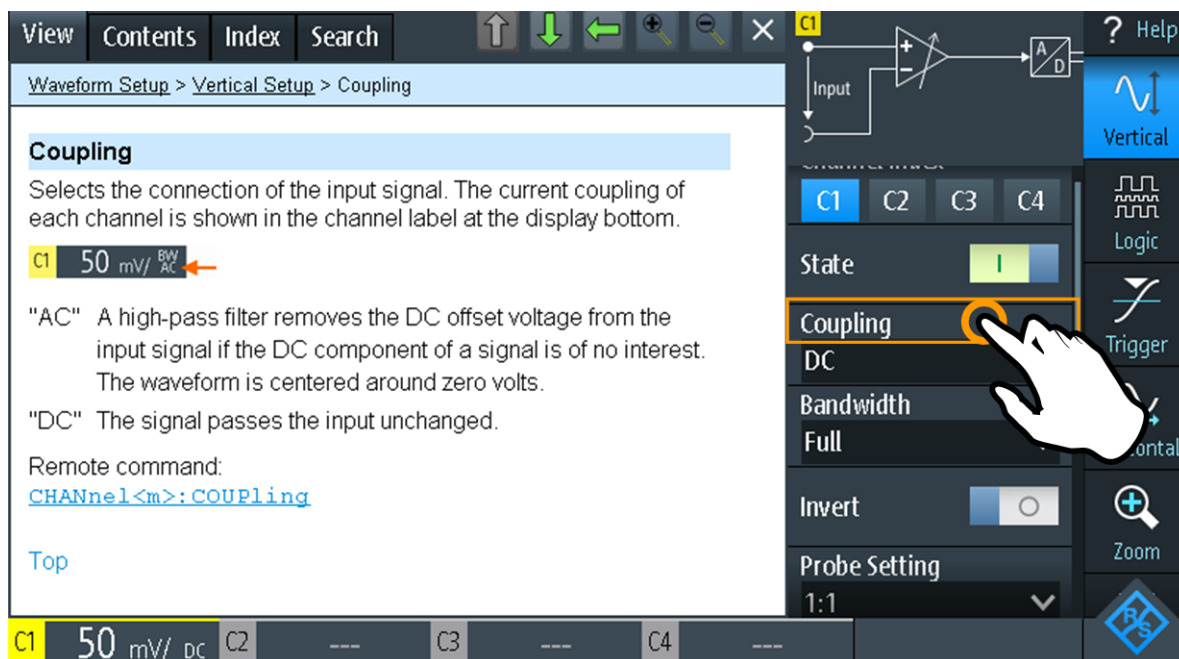 View Contents Index Search
Waveform Setup > Vertical Setup > Coupling
Coupling
Selects the connection of the input signal. The current coupling of
each channel is shown in the channel label at the display bottom.
C1 50 mV/ BW AC
"AC" A high-pass filter removes the DC offset voltage from the
input signal if the DC component of a signal is of no interest.
The waveform is centered around zero volts.
"DC" The signal passes the input unchanged.
Remote command:
CHANnel<m>:COUPling
Top
C1
Input
+
-
A/D
C1 C2 C3 C4
State
I
Coupling
DC
Bandwidth
Full
Invert
Probe Setting
1:1
? Help
Vertical
Logic
Trigger
Zoom
R&S
C1 50 mV/ DC C2 --- C3 --- C4 ---